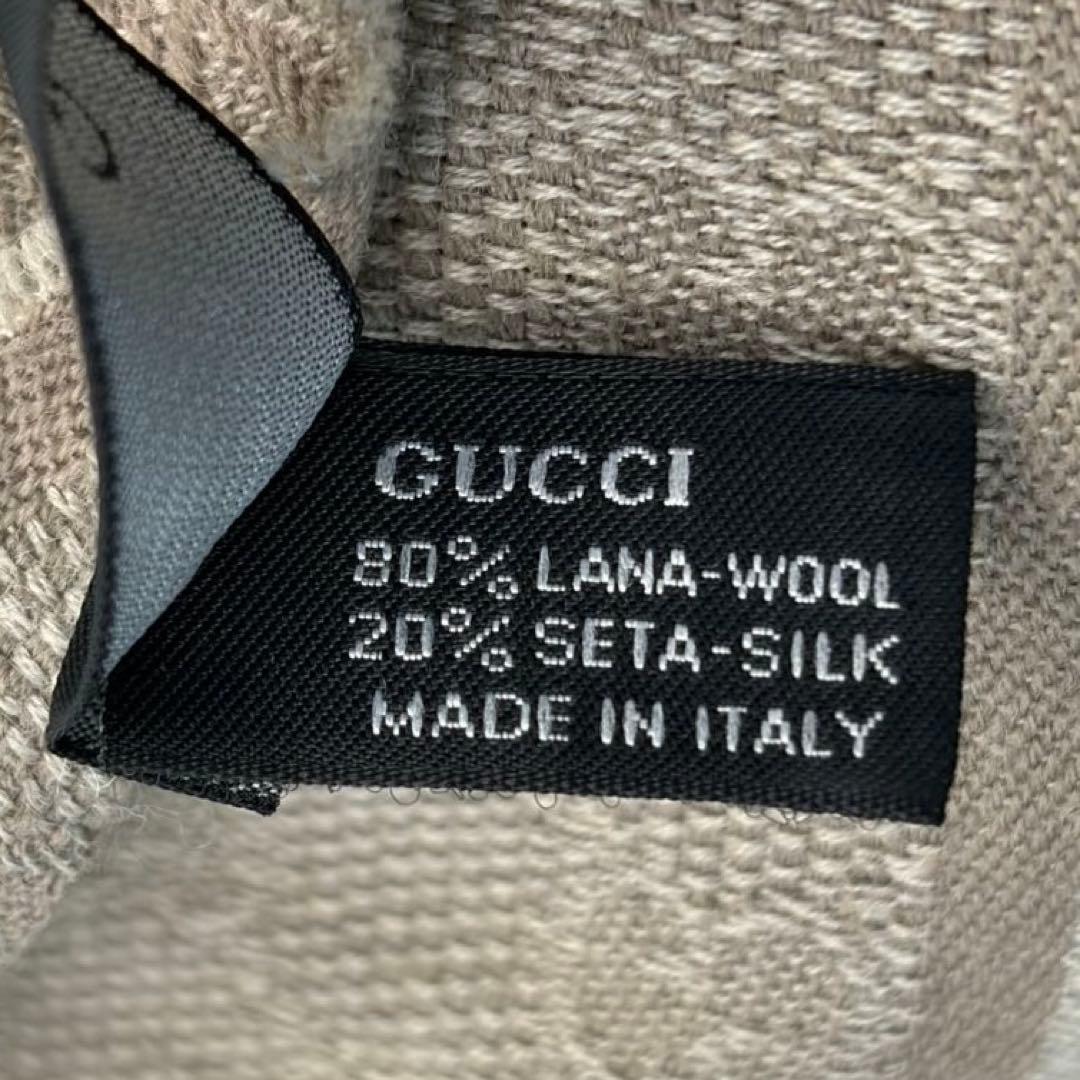 GUCCI
80% LANA-WOOL
20% SETA-SILK
MADE IN ITALY